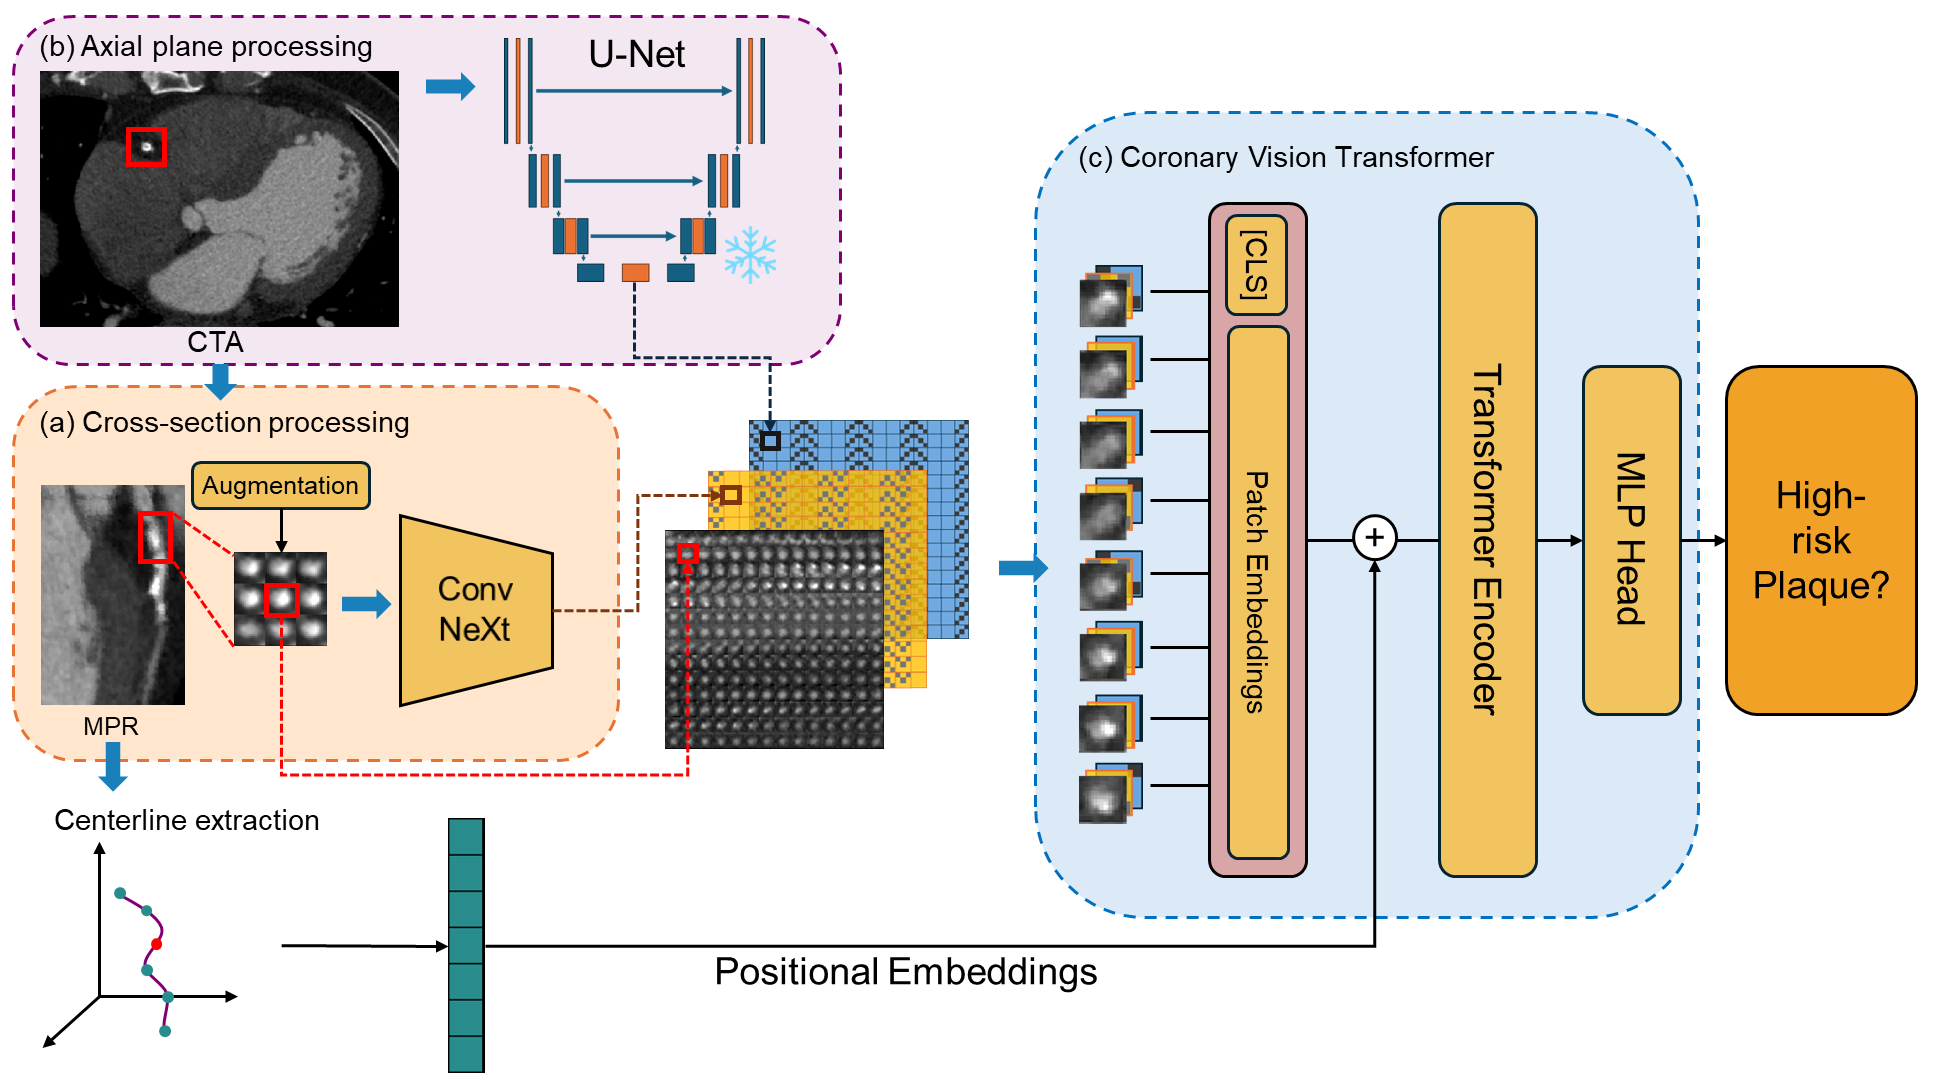 (b) Axial plane processing
U-Net
CTA
(a) Cross-section processing
Augmentation
Conv
NeXt
MPR
Centerline extraction
Positional Embeddings
(c) Coronary Vision Transformer
[CLS]
Patch Embeddings
+
Transformer Encoder
MLP Head
High-
risk
Plaque?